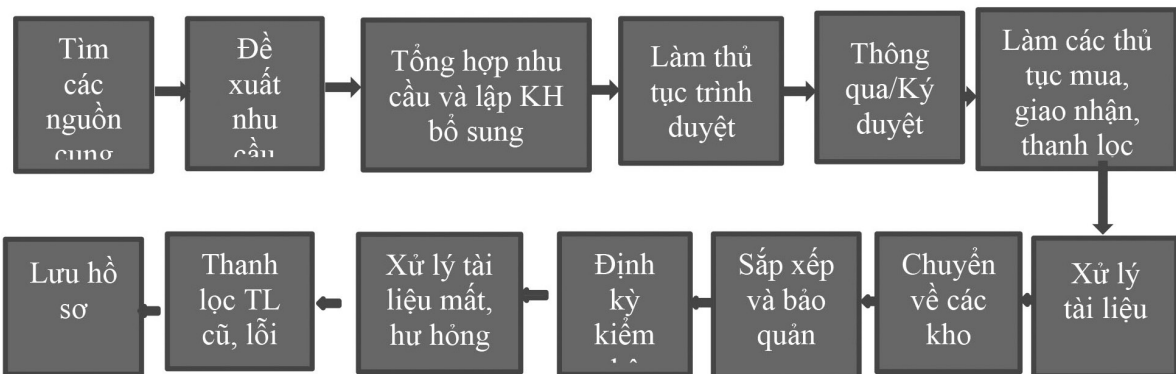 Tìm
các
nguồn
cung
Đề
xuất
nhu
cầu
Tổng hợp nhu
cầu và lập KH
bổ sung
Làm thủ
tục trình
duyệt
Thông
qua/Ký
duyệt
Làm các thủ
tục mua,
giao nhận,
thanh lọc
Xử lý
tài liệu
Chuyển
về các
kho
Sắp xếp
và bảo
quản
Định
kỳ
kiểm
Xử lý tài
liệu mất,
hư hỏng
Thanh
lọc TL
cũ, lỗi
Lưu hồ
sơ